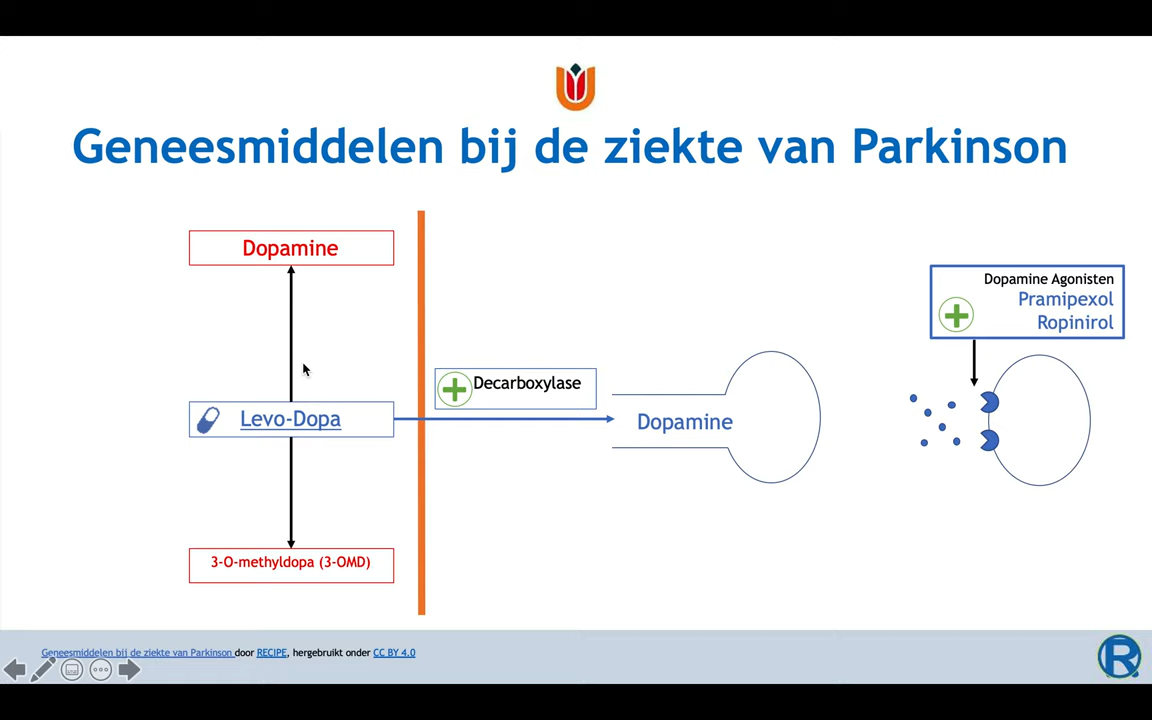 Geneesmiddelen bij de ziekte van Parkinson
Dopamine
Levo-Dopa
3-O-methyldopa (3-OMD)
Decarboxylase
Dopamine
Dopamine Agonisten
Pramipexol
Ropinirol
Geneesmiddelen bij de ziekte van Parkinson door RECIPE, hergebruikt onder CC BY 4.0